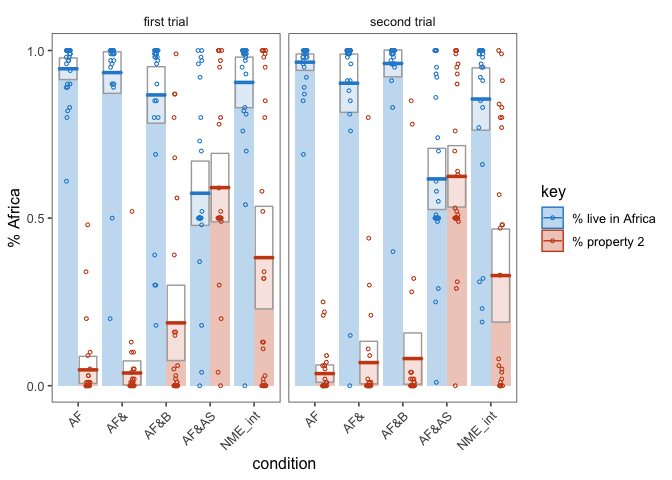 first trial
second trial
% Africa
1.0
0.5
0.0
AF
AF&
AF&B
AF&AS
NME_int
AF
AF&
AF&B
AF&AS
NME_int
condition
key
% live in Africa
% property 2